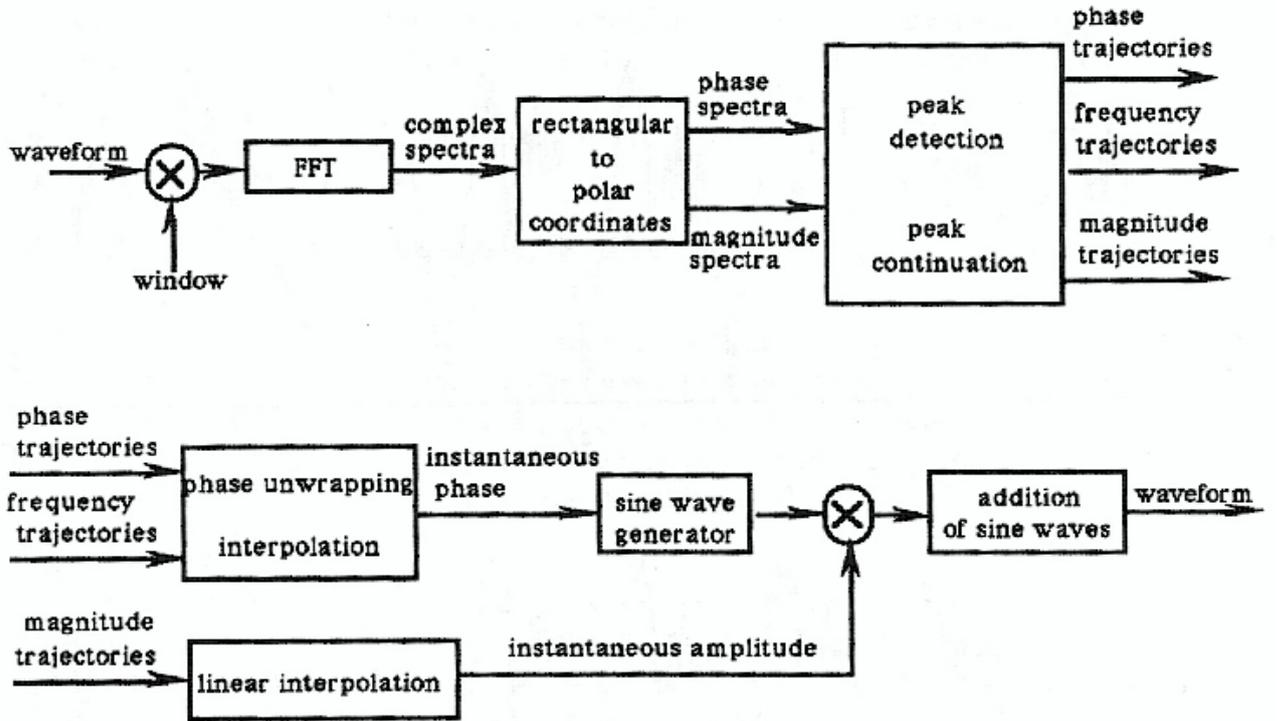 phase
trajectories
phase
spectra
complex
spectra
rectangular
to
polar
coordinates
peak
detection
frequency
trajectories
waveform
FFT
magnitude
spectra
peak
continuation
magnitude
trajectories
window
phase
trajectories
phase unwrapping
interpolation
instantaneous
phase
sine wave
generator
addition
of sine waves
waveform
frequency
trajectories
magnitude
trajectories
linear interpolation
instantaneous amplitude